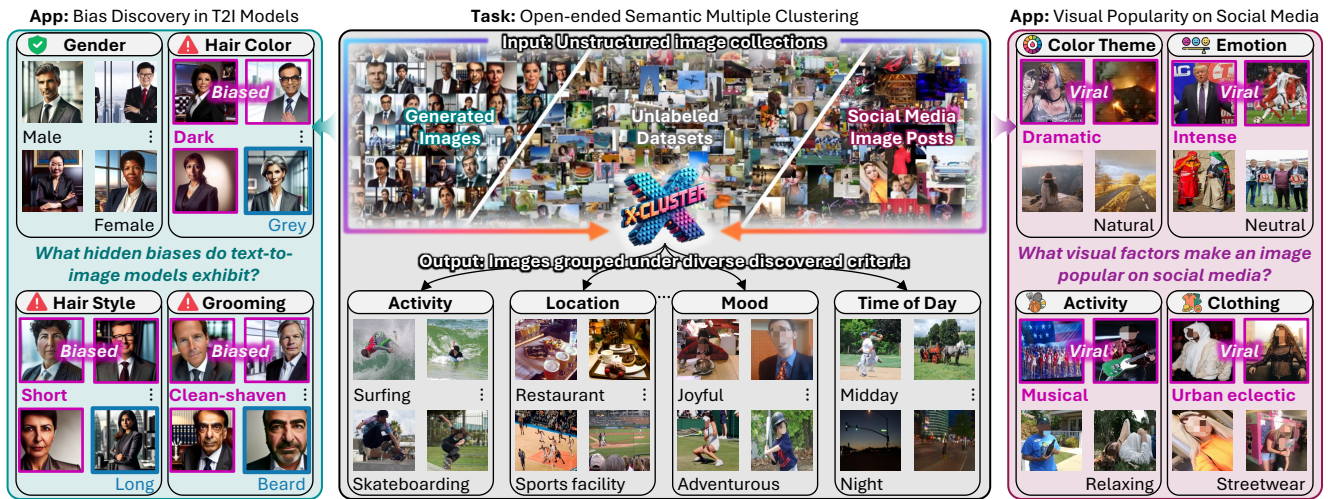 App: Bias Discovery in T2I Models
Gender
Hair Color
Male
Biased
Dark
Female
Grey
What hidden biases do text-to-
image models exhibit?
Hair Style
Grooming
Biased
Biased
Short
Clean-shaven
Long
Beard
Task: Open-ended Semantic Multiple Clustering
Input: Unstructured image collections
Generated
Images
Unlabeled
Datasets
Social Media
Image Posts
X-CLUSTER
Output: Images grouped under diverse discovered criteria
Activity
Location
...
Mood
Time of Day
Surfing
Restaurant
Joyful
Midday
Skateboarding
Sports facility
Adventurous
Night
App: Visual Popularity on Social Media
Color Theme
Emotion
Viral
Viral
Dramatic
Intense
Natural
Neutral
What visual factors make an image
popular on social media?
Activity
Clothing
Viral
Viral
Musical
Urban eclectic
Relaxing
Streetwear